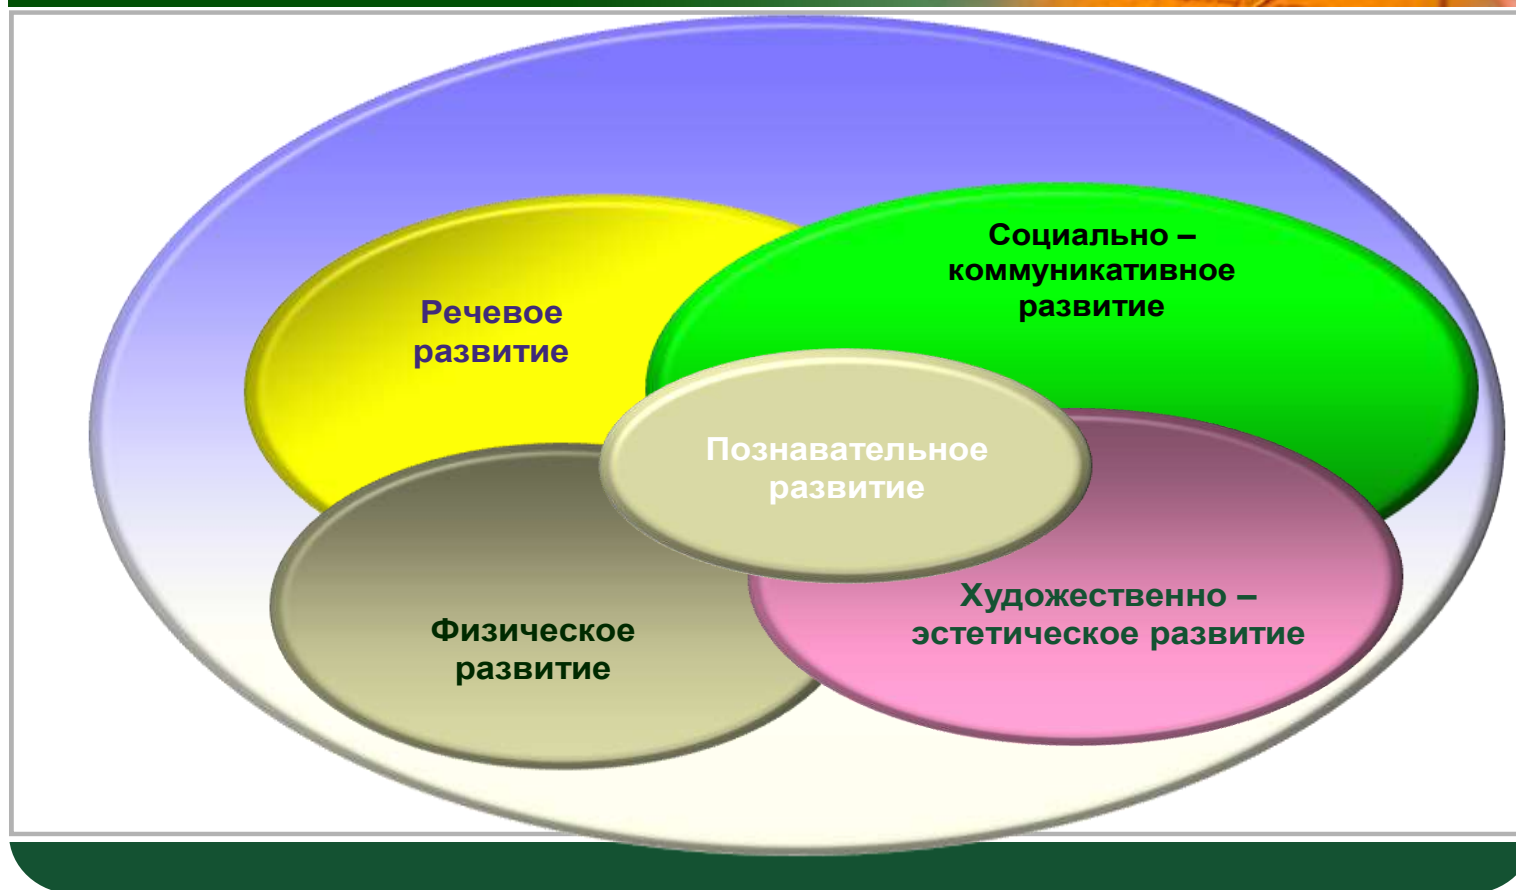 Социально –
коммуникативное
развитие
Речевое
развитие
Познавательное
развитие
Художественно –
эстетическое развитие
Физическое
развитие